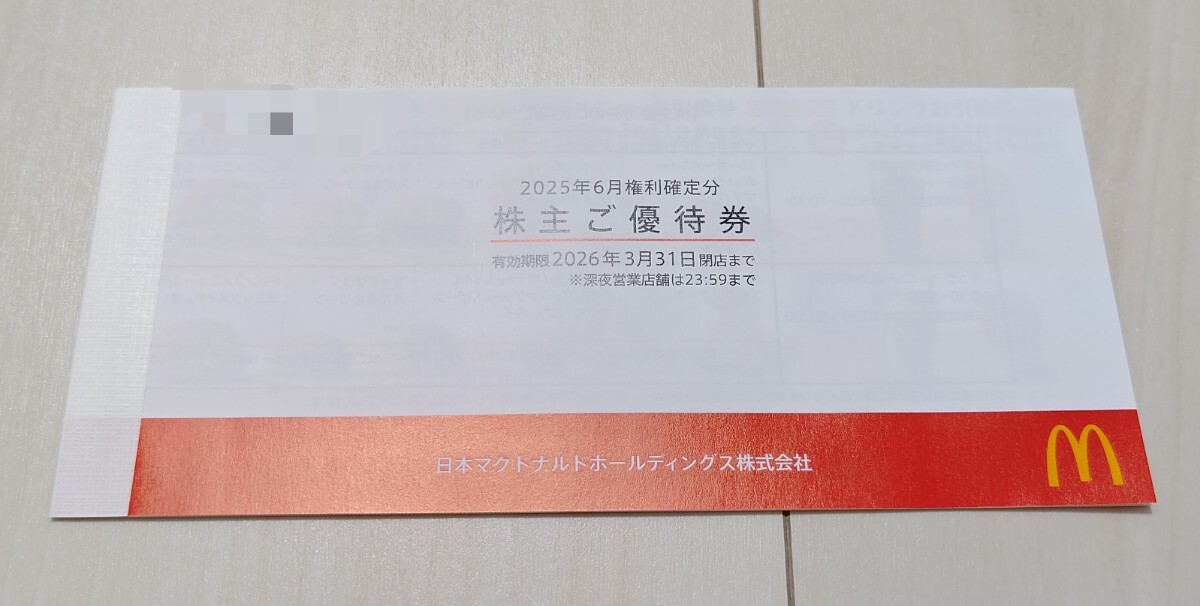 2025年6月権利確定分
株主ご優待券
有効期限2026年3月31日閉店まで
※深夜営業店舗は23:59まで
日本マクドナルドホールディングス株式会社